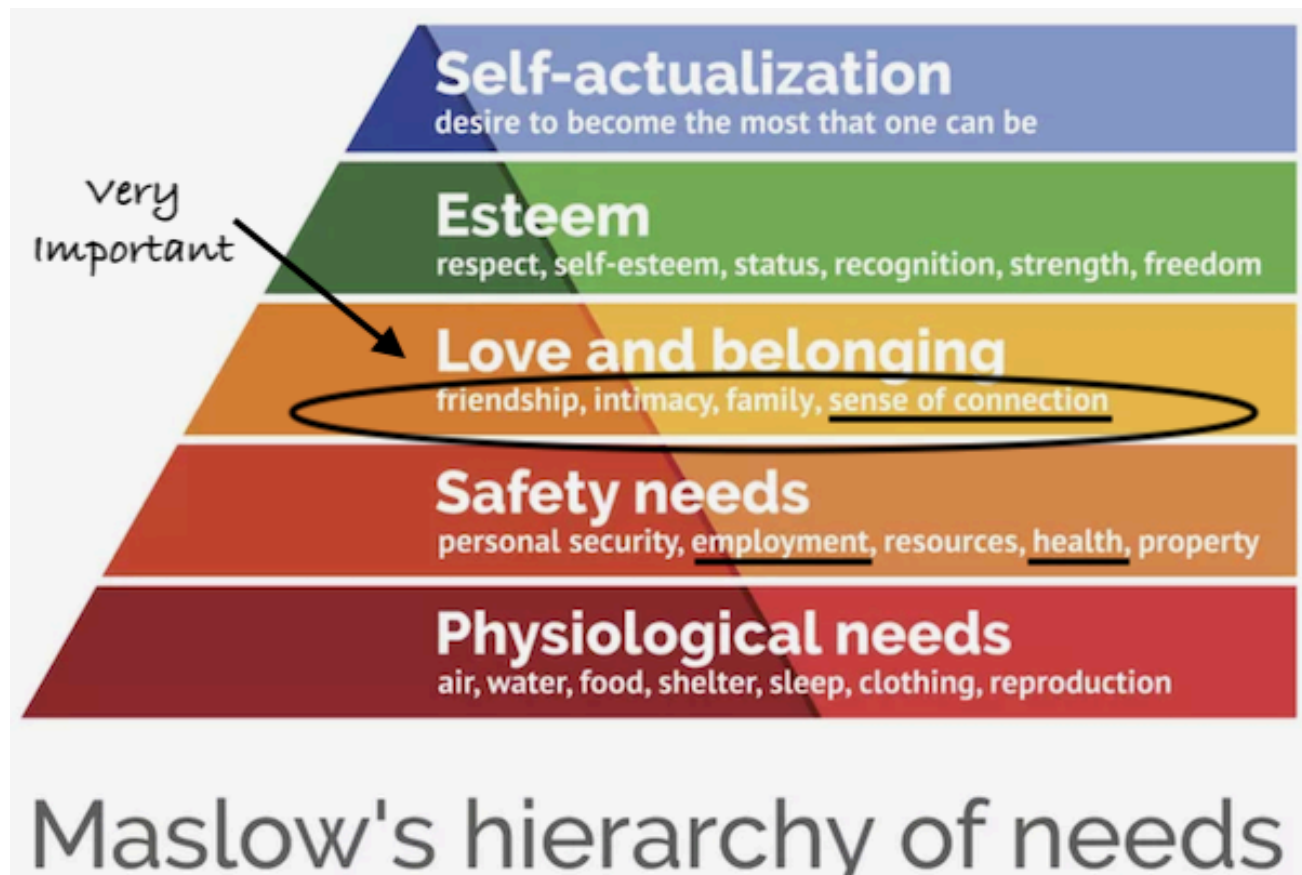 Self-actualization
desire to become the most that one can be
Very
Important
Esteem
respect, self-esteem, status, recognition, strength, freedom
Love and belonging
friendship, intimacy, family, sense of connection
Safety needs
personal security, employment, resources, health, property
Physiological needs
air, water, food, shelter, sleep, clothing, reproduction
Maslow's hierarchy of needs